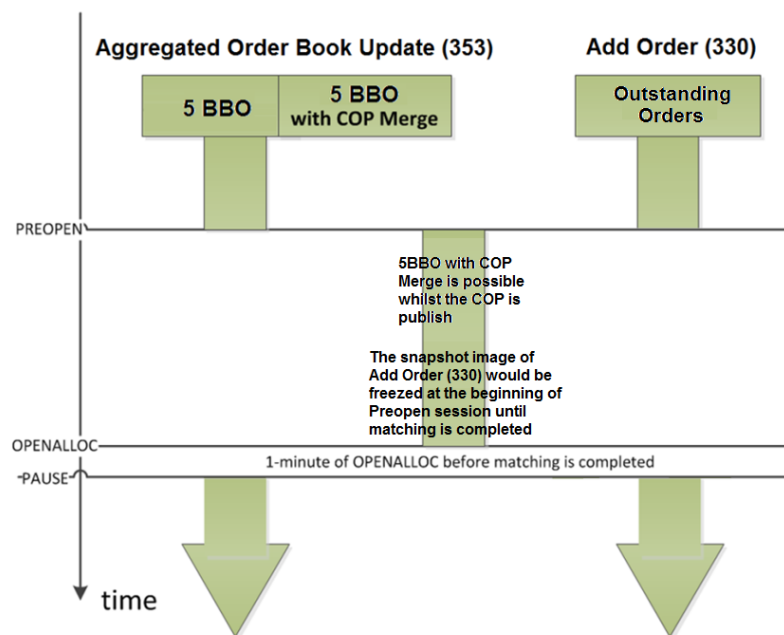 Aggregated Order Book Update (353)
Add Order (330)
5 BBO
5 BBO
with COP Merge
Outstanding
Orders
PREOPEN
5BBO with COP
Merge is possible
whilst the COP is
publish
The snapshot image of
Add Order (330) would be
freezed at the beginning of
Preopen session until
matching is completed
OPENALLOC
1-minute of OPENALLOC before matching is completed
PAUSE
time